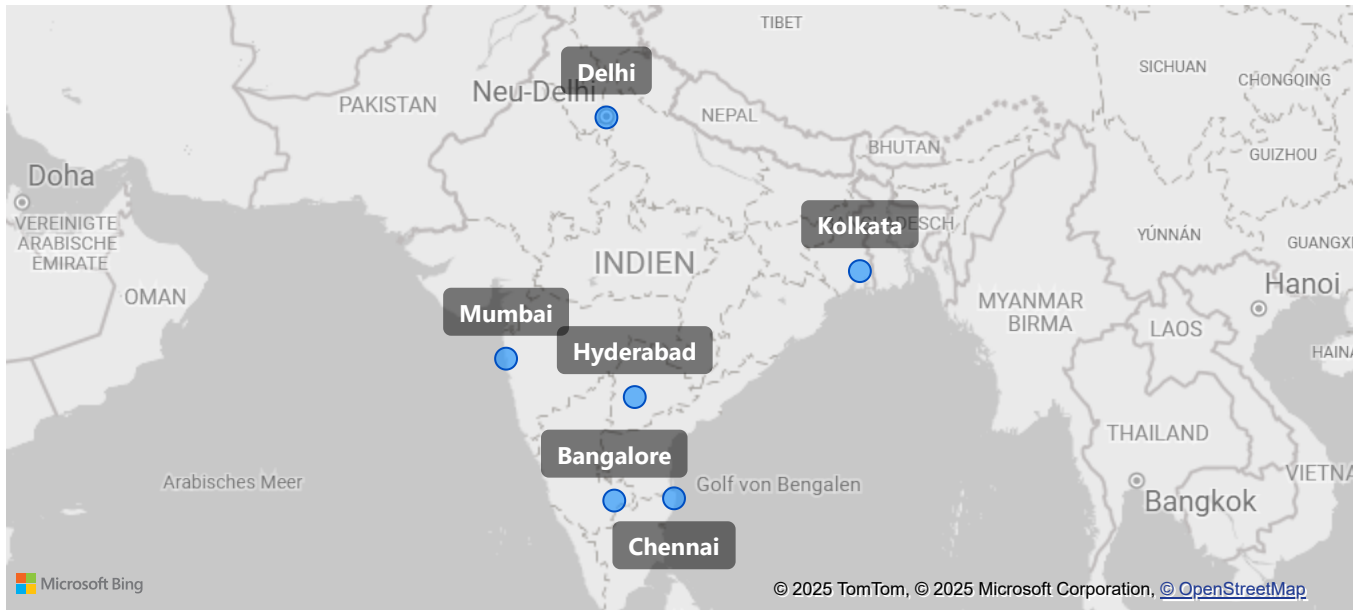 TIBET
Delhi
SICHUAN
CHONGQING
Neu-Delhi
PAKISTAN
NEPAL
BHUTAN
GUIZHOU
Doha
VEREINIGTE
ARABISCHE
EMIRATE
Kolkata
YÚNNÁN
GUANGXI
INDIEN
OMAN
Hanoi
MYANMAR
BIRMA
Mumbai
LAOS
Hyderabad
HAINA
THAILAND
Bangalore
VIETNA
Arabisches Meer
Golf von Bengalen
Bangkok
Chennai
Microsoft Bing
© 2025 TomTom, © 2025 Microsoft Corporation, © OpenStreetMap